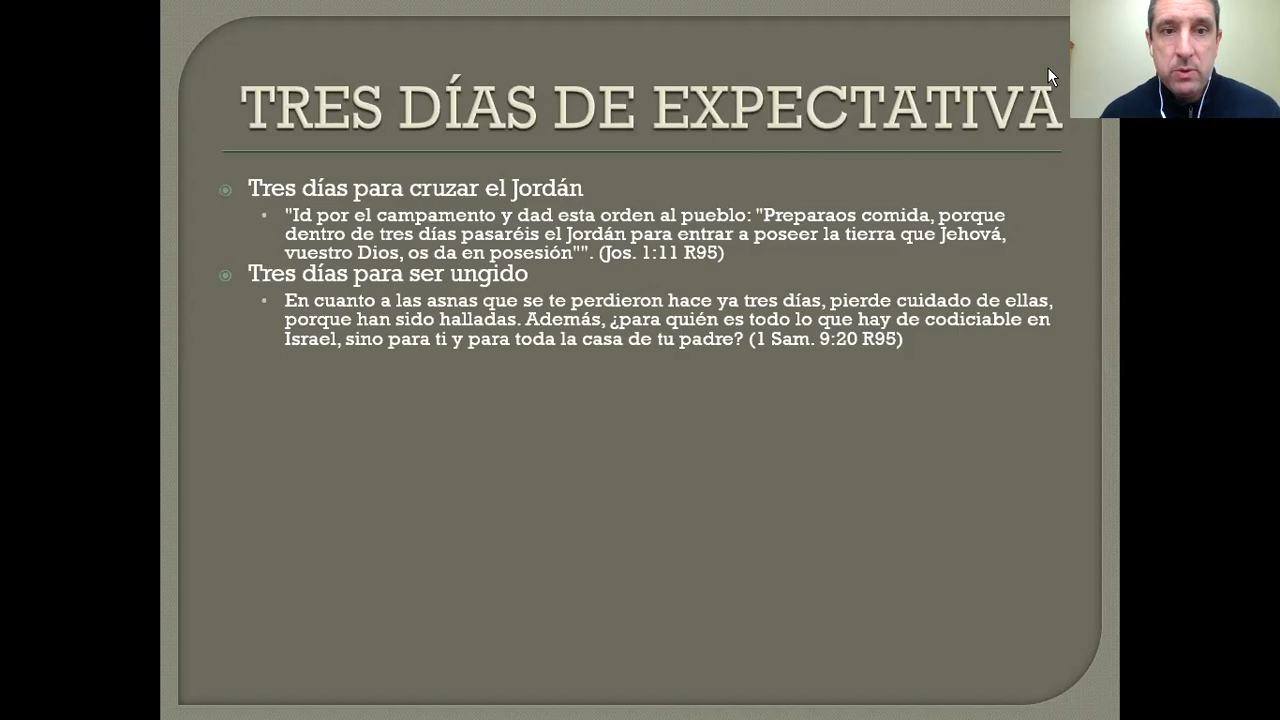 TRES DÍAS DE EXPECTATIVA
Tres días para cruzar el Jordán
"Id por el campamento y dad esta orden al pueblo: "Preparaos comida, porque
dentro de tres días pasaréis el Jordán para entrar a poseer la tierra que Jehová,
vuestro Dios, os da en posesión"". (Jos. 1:11 R95)
Tres días para ser ungido
En cuanto a las asnas que se te perdieron hace ya tres días, pierde cuidado de ellas,
porque han sido halladas. Además, ¿para quién es todo lo que hay de codiciable en
Israel, sino para ti y para toda la casa de tu padre? (1 Sam. 9:20 R95)